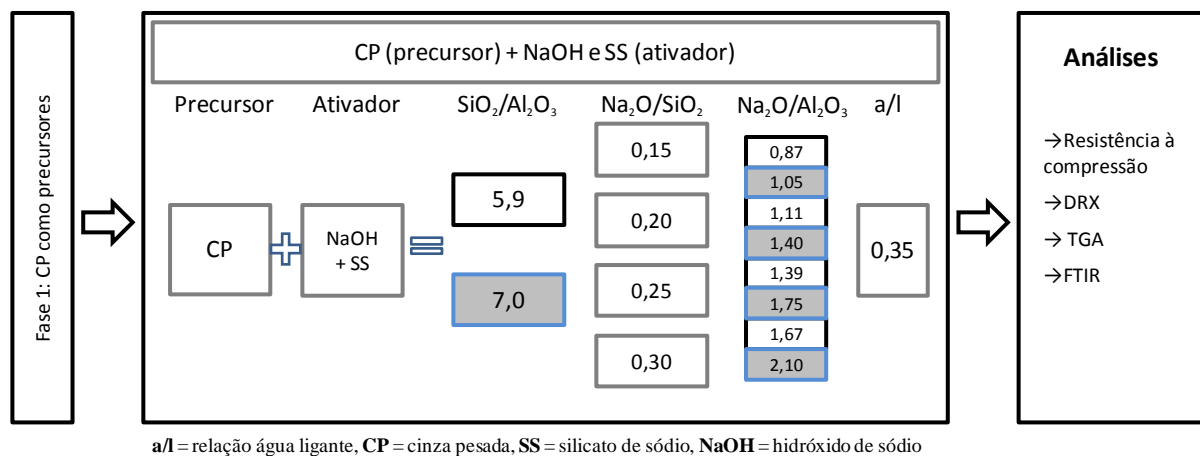 Fase 1: CP como precursores
CP (precursor) + NaOH e SS (ativador)
Precursor Ativador SiO₂/Al₂O₃ Na₂O/SiO₂ Na₂O/Al₂O₃ a/l
CP
NaOH
+ SS
5,9
7,0
0,15
0,20
0,25
0,30
0,87
1,05
1,11
1,40
1,39
1,75
1,67
2,10
0,35
Análises
→Resistência à
compressão
→DRX
→ TGA
→FTIR
a/l = relação água ligante, CP = cinza pesada, SS = silicato de sódio, NaOH = hidróxido de sódio